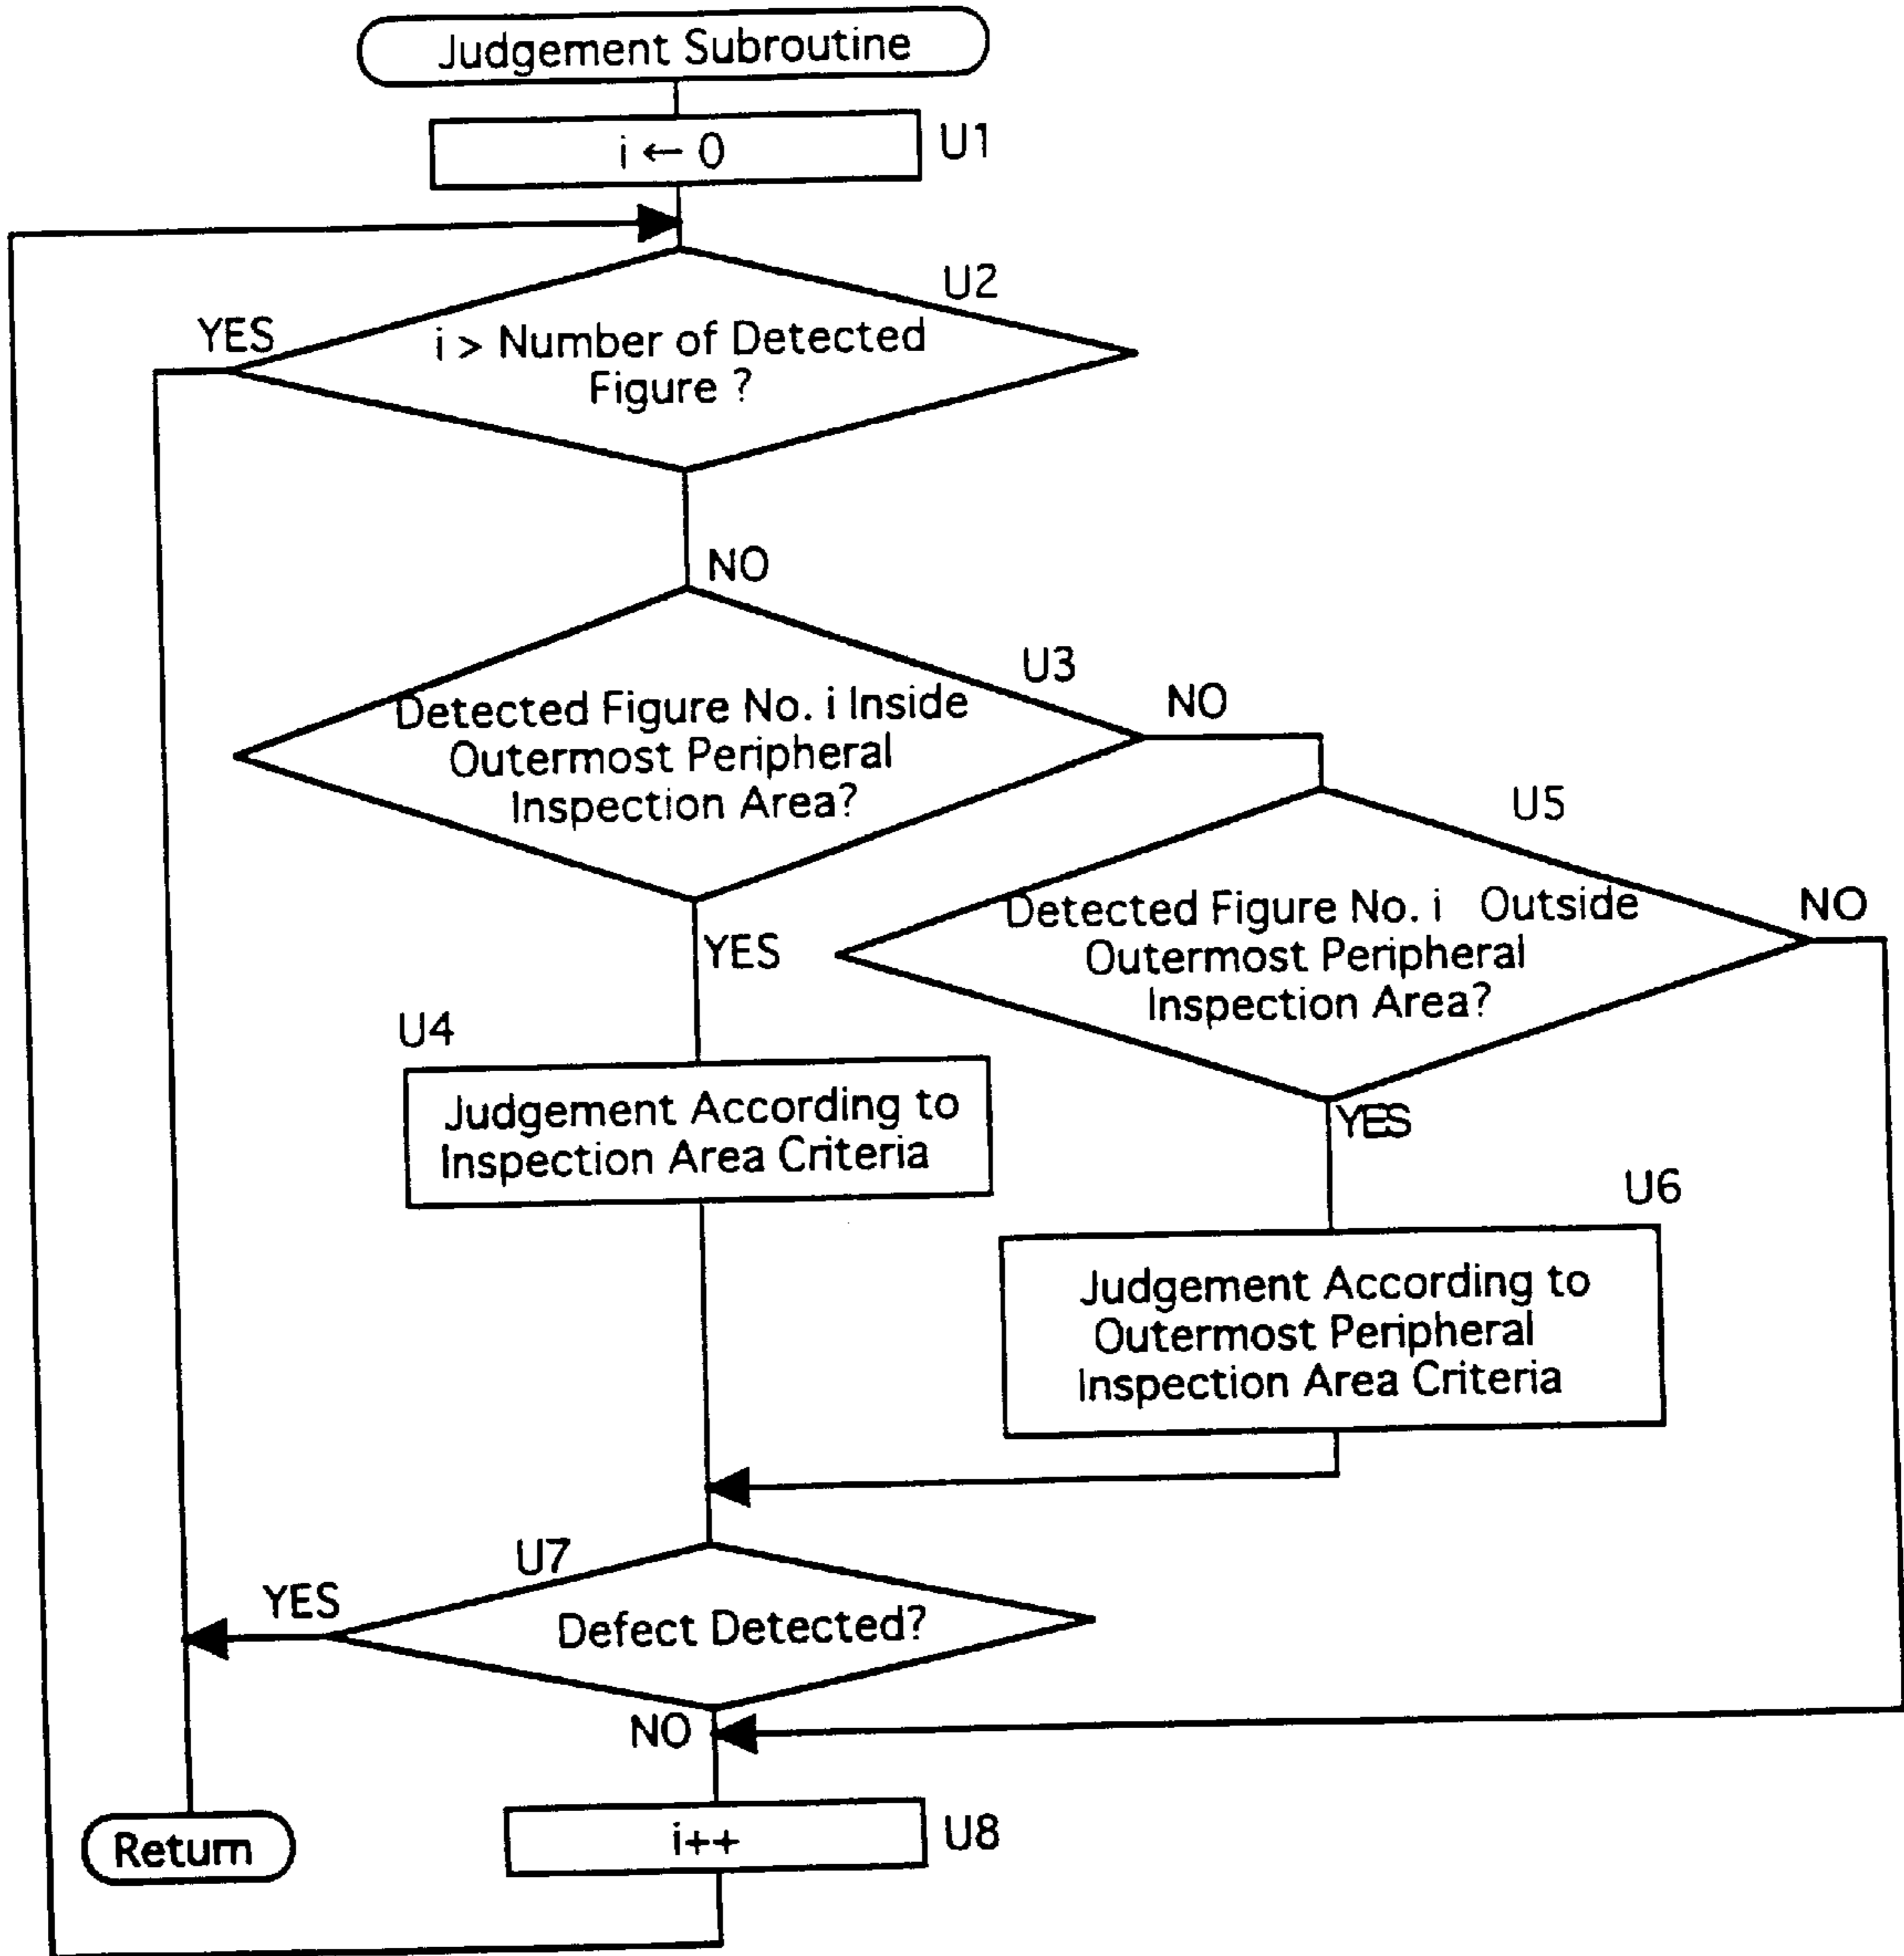 Judgement Subroutine
i ← 0
U1
U2
YES
i > Number of Detected
Figure ?
NO
U3
Detected Figure No. i Inside
Outermost Peripheral
Inspection Area?
NO
U5
Detected Figure No. i Outside
Outermost Peripheral
Inspection Area?
NO
YES
U4
Judgement According to
Inspection Area Criteria
YES
U6
Judgement According to
Outermost Peripheral
Inspection Area Criteria
U7
YES
Defect Detected?
NO
Return
i++
U8